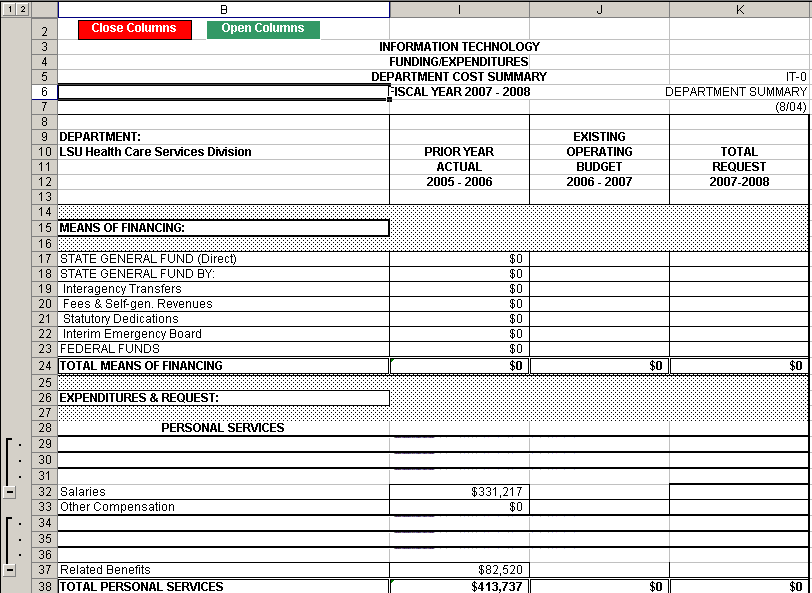 1 2 B I J K
2 Close Columns Open Columns
3 INFORMATION TECHNOLOGY
4 FUNDING/EXPENDITURES
5 DEPARTMENT COST SUMMARY IT-0
6 FISCAL YEAR 2007 - 2008 DEPARTMENT SUMMARY
7 (8/04)
8
9 DEPARTMENT: EXISTING
10 LSU Health Care Services Division PRIOR YEAR OPERATING TOTAL
11 ACTUAL BUDGET REQUEST
12 2005 - 2006 2006 - 2007 2007-2008
13
14
15 MEANS OF FINANCING:
16
17 STATE GENERAL FUND (Direct) $0
18 STATE GENERAL FUND BY: $0
19 Interagency Transfers $0
20 Fees & Self-gen. Revenues $0
21 Statutory Dedications $0
22 Interim Emergency Board $0
23 FEDERAL FUNDS $0
24 TOTAL MEANS OF FINANCING $0 $0 $0
25
26 EXPENDITURES & REQUEST:
27
28 PERSONAL SERVICES
29
30
31
32 Salaries $331,217
33 Other Compensation $0
34
35
36
37 Related Benefits $82,520
38 TOTAL PERSONAL SERVICES $413,737 $0 $0